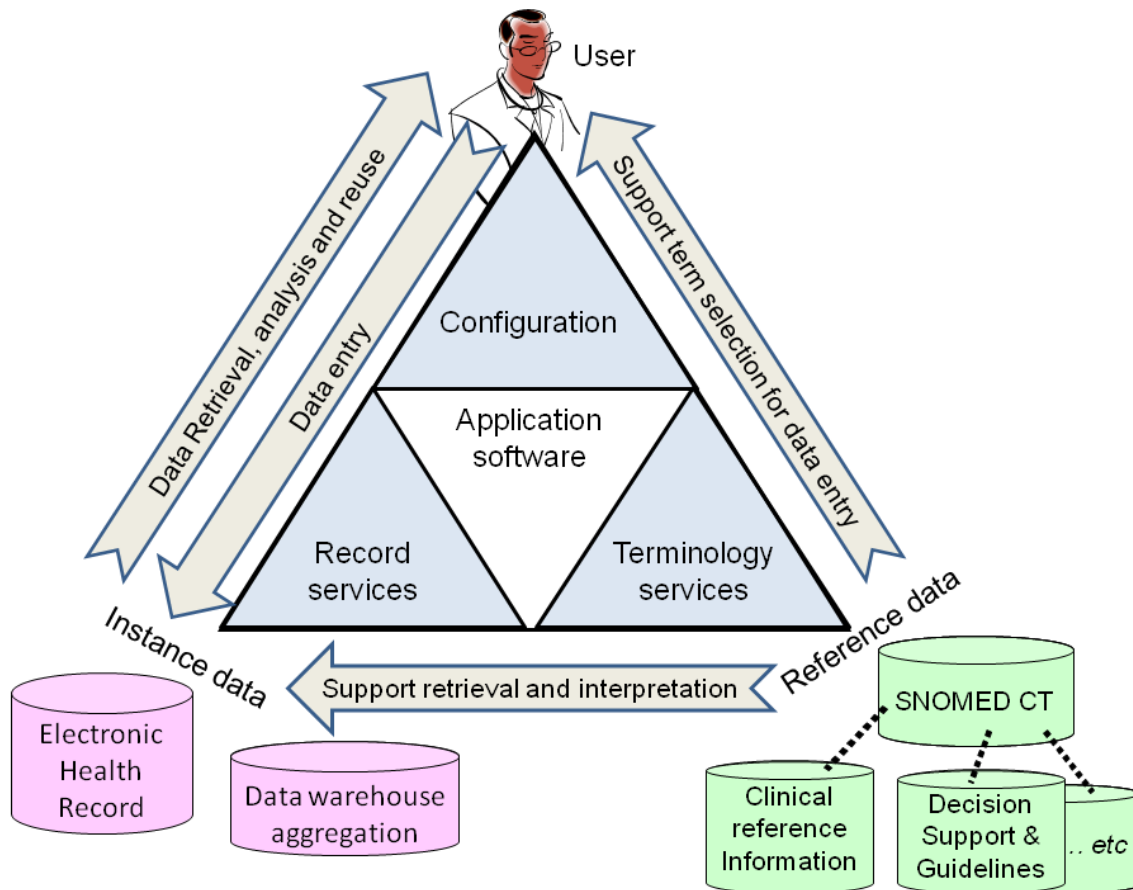 User
Data Retrieval, analysis and reuse
Data entry
Support term selection for data entry
Configuration
Application
software
Record
services
Terminology
services
Instance data
Reference data
Support retrieval and interpretation
Electronic
Health
Record
Data warehouse
aggregation
SNOMED CT
Clinical
reference
Information
Decision
Support &
Guidelines
.. etc